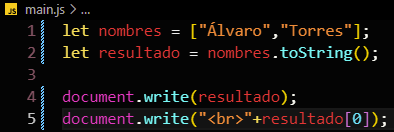 JS main.js > ...
1 let nombres = ["Álvaro","Torres"];
2 let resultado = nombres.toString();
3
4 document.write(resultado);
5 document.write("<br>"+resultado[0]);